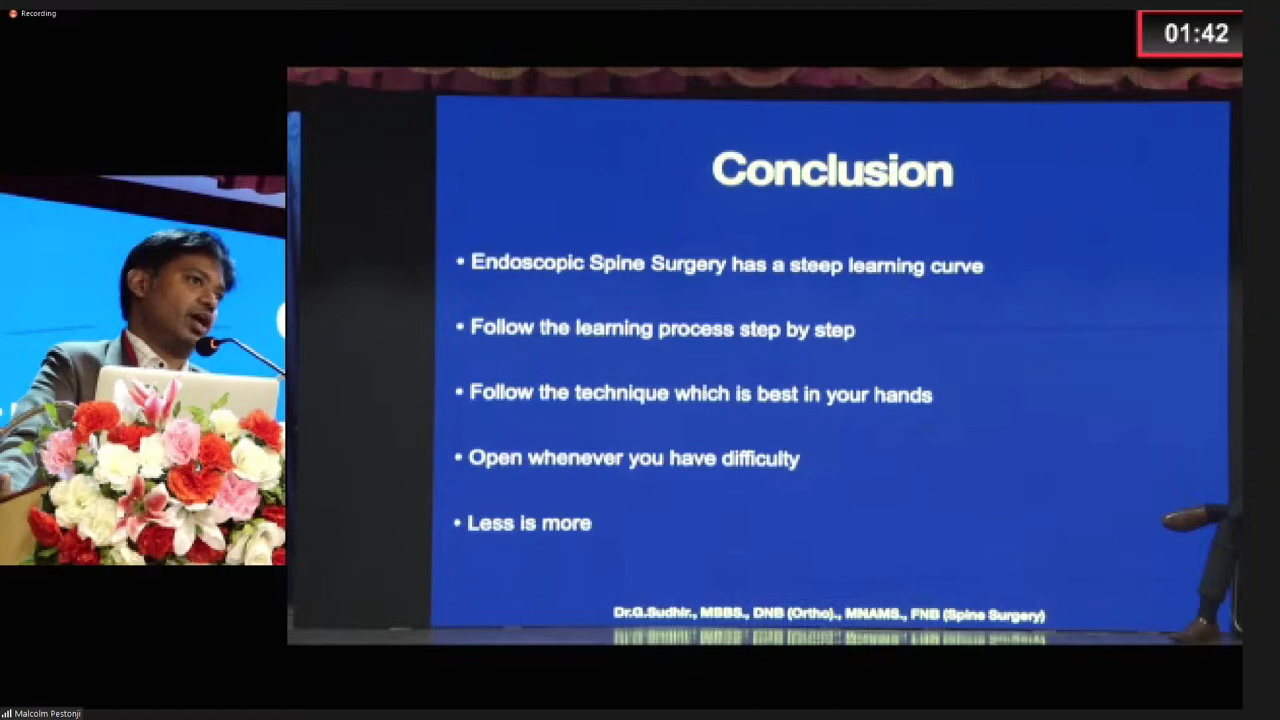 Recording
01:42
Conclusion
• Endoscopic Spine Surgery has a steep learning curve
• Follow the learning process step by step
• Follow the technique which is best in your hands
• Open whenever you have difficulty
• Less is more
Dr.G.Sudhir., MBBS., DNB (Ortho)., MNAMS., FNB (Spine Surgery)
Malcolm Pestonji